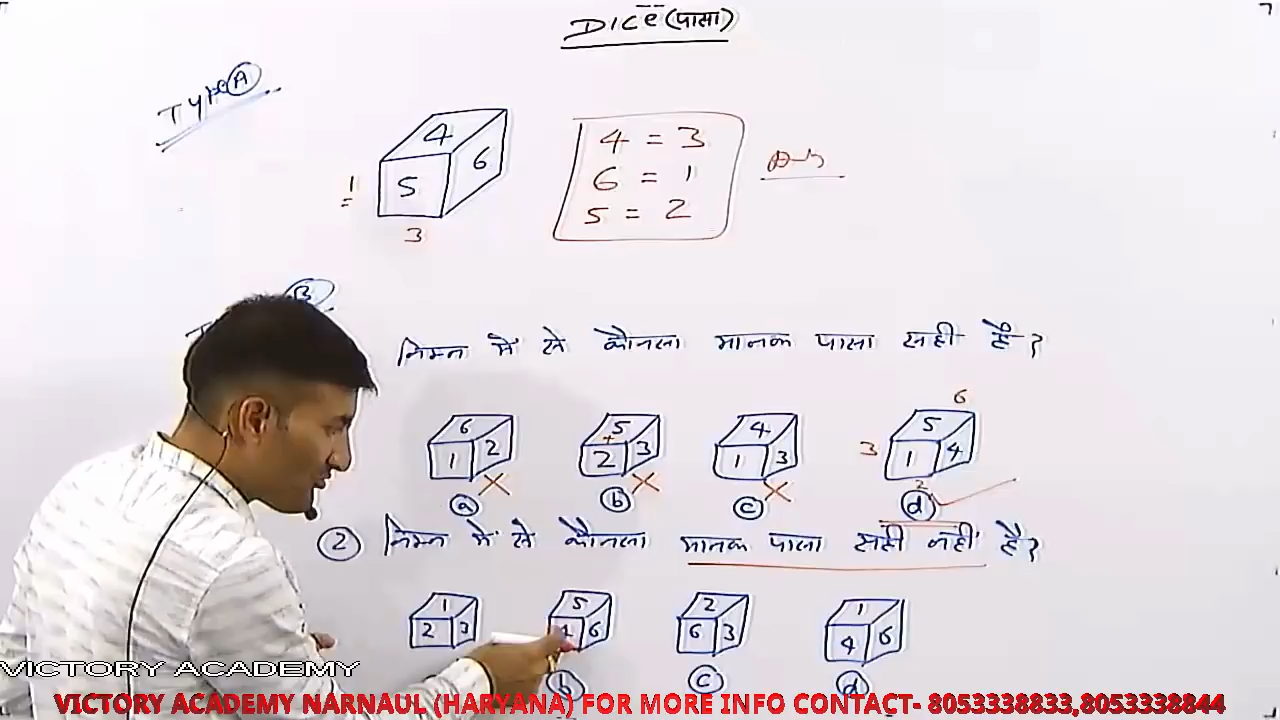 DICE (पासा)
Type A
4
5 6
1
3
4 = 3
6 = 1
5 = 2
Ans
B
निम्न में से कौनसा मानक पासा सही है?
6 1 2
5 2 3
4 1 3
5 1 4
6
3
2
a b c d
② निम्न में से कौनसा मानक पासा सही नहीं है?
1 2 3
5 6
2 6 3
1 4 6
b c d
VICTORY ACADEMY
VICTORY ACADEMY NARNAUL (HARYANA) FOR MORE INFO CONTACT- 8053338833,8053338844